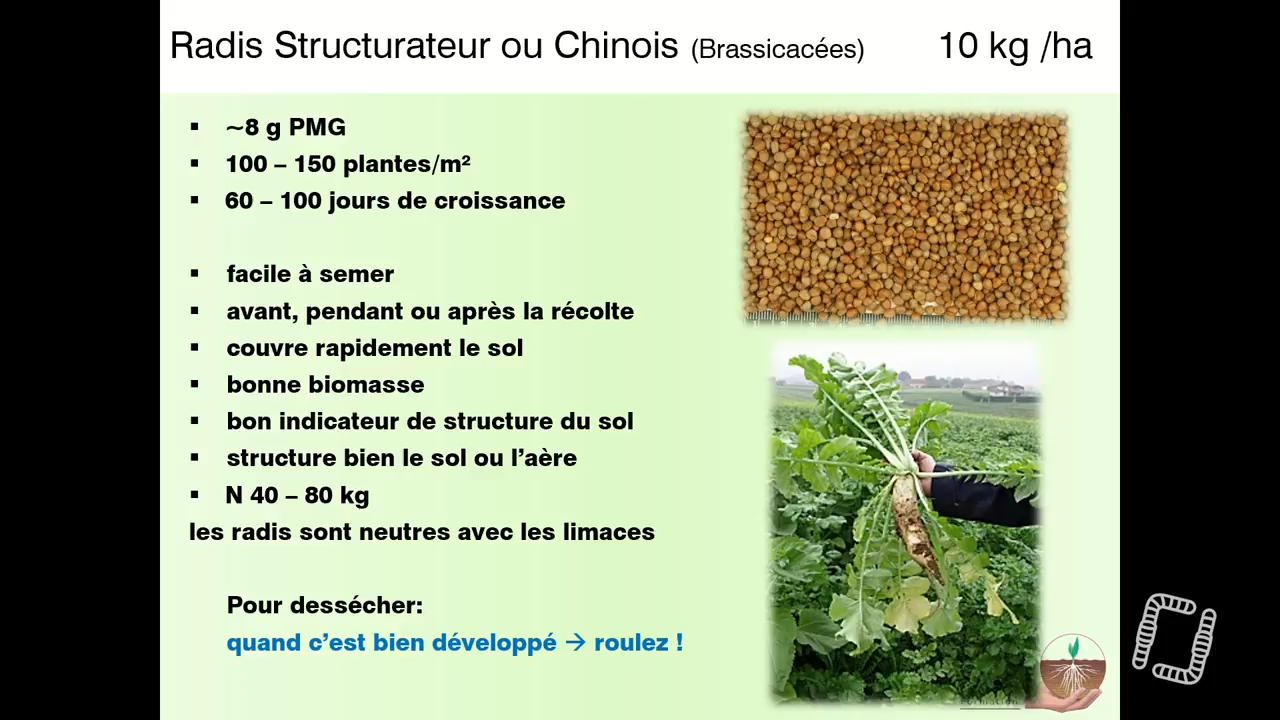 Radis Structurateur ou Chinois (Brassicacées) 10 kg /ha
▪ ~8 g PMG
▪ 100 – 150 plantes/m²
▪ 60 – 100 jours de croissance
▪ facile à semer
▪ avant, pendant ou après la récolte
▪ couvre rapidement le sol
▪ bonne biomasse
▪ bon indicateur de structure du sol
▪ structure bien le sol ou l’aère
▪ N 40 – 80 kg
les radis sont neutres avec les limaces
Pour dessécher:
quand c’est bien développé → roulez !
Formation